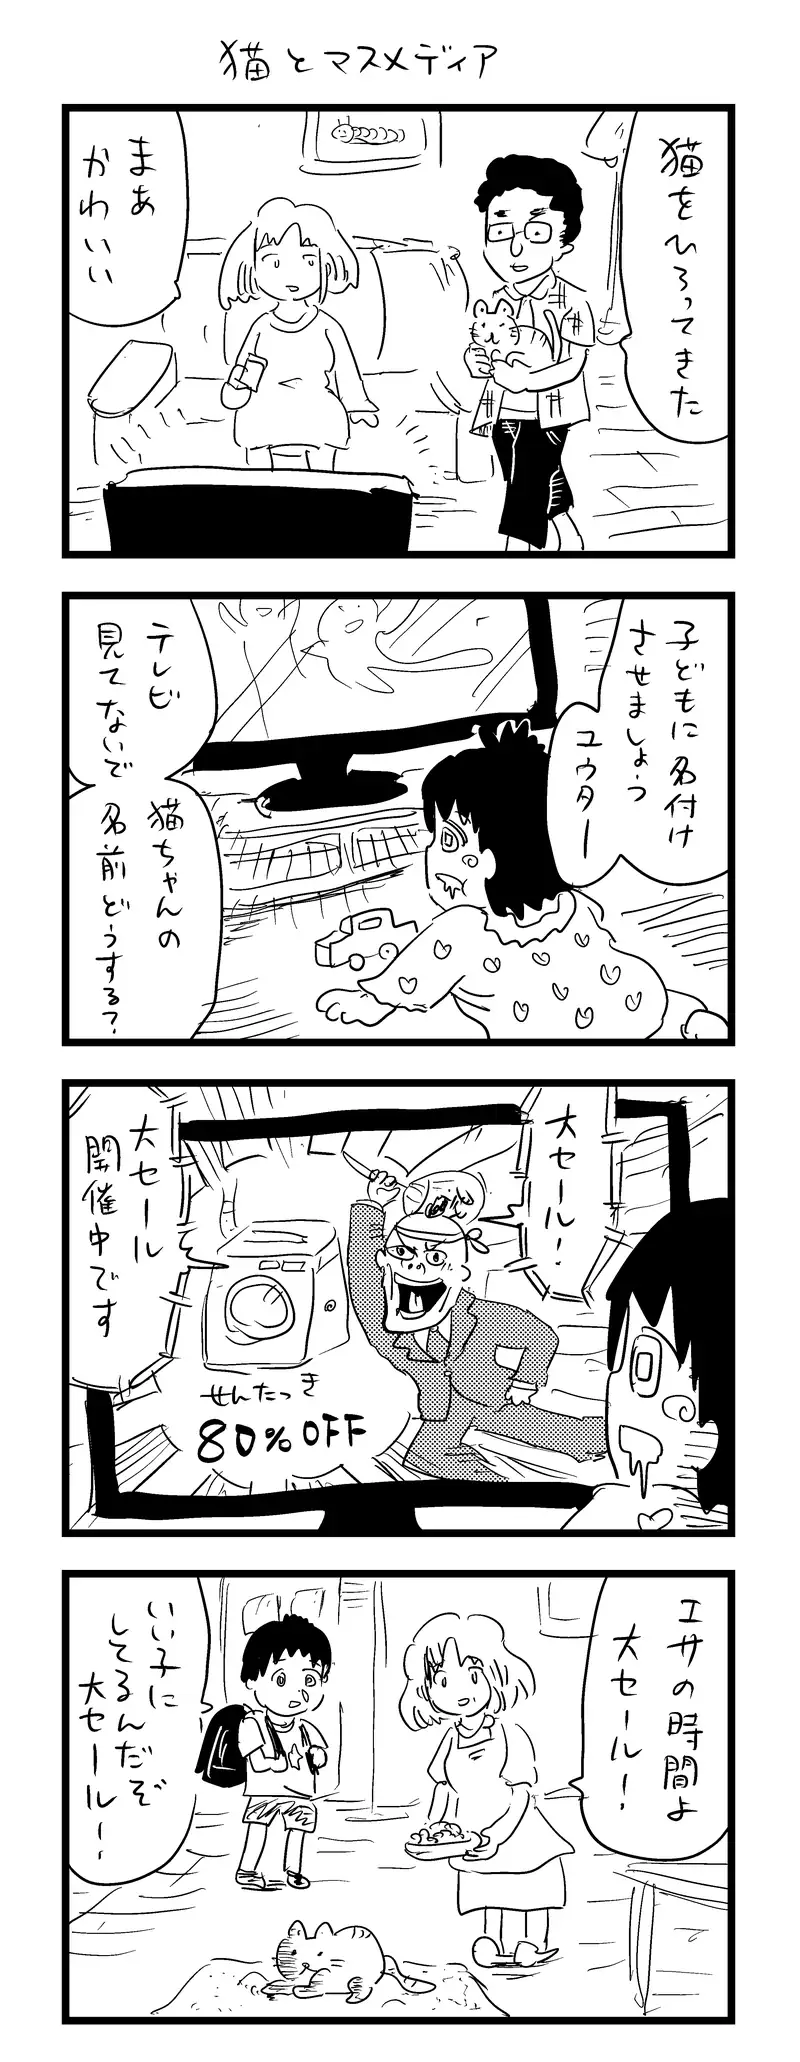 猫とマスメディア
猫をひろってきた
まあ
かわいい
子どもに名付け
させましょう
ユウター
テレビ
見てないで
猫ちゃんの
名前どうする?
大セール!
大セール
開催中です
せんたっき
80%OFF
エサの時間よ
大セール!
いい子に
してるんだぞ
大セール!